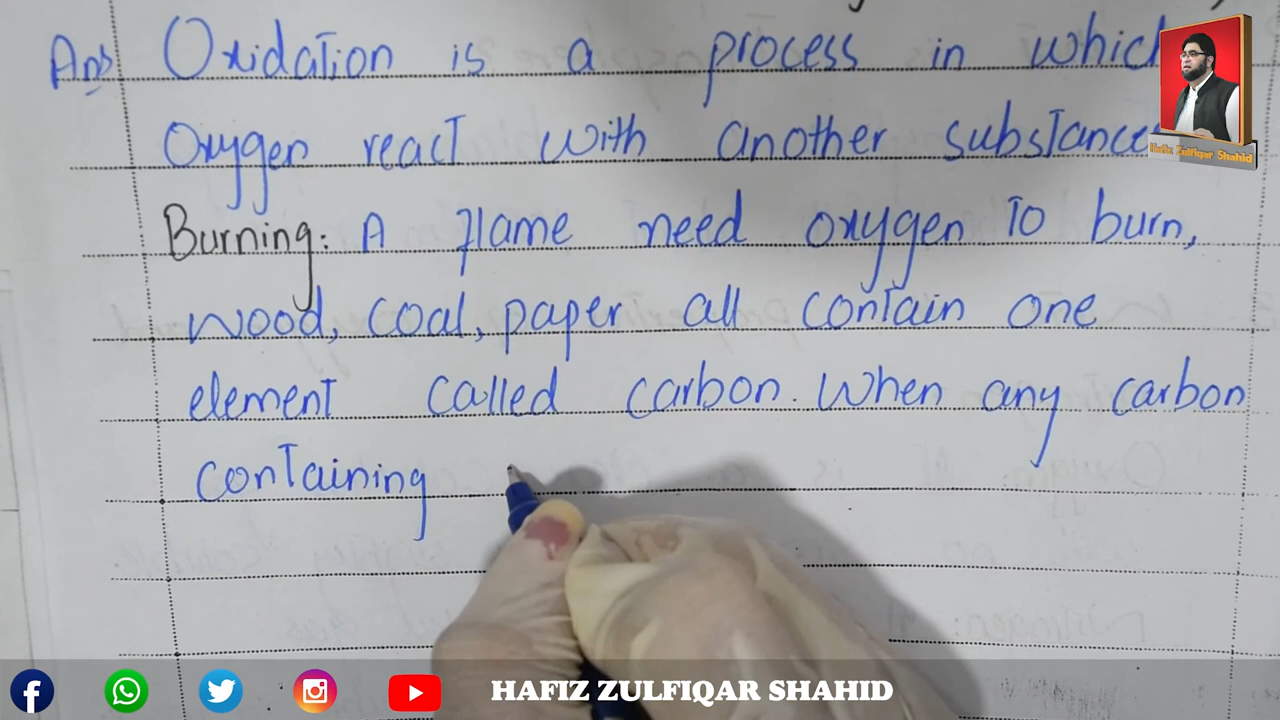 Ans Oxidation is a process in which
Oxygen react with another substance
Burning: A flame need oxygen To burn,
wood, coal, paper all contain one
element called carbon. When any carbon
containing
Hafiz Zulfiqar Shahid
HAFIZ ZULFIQAR SHAHID